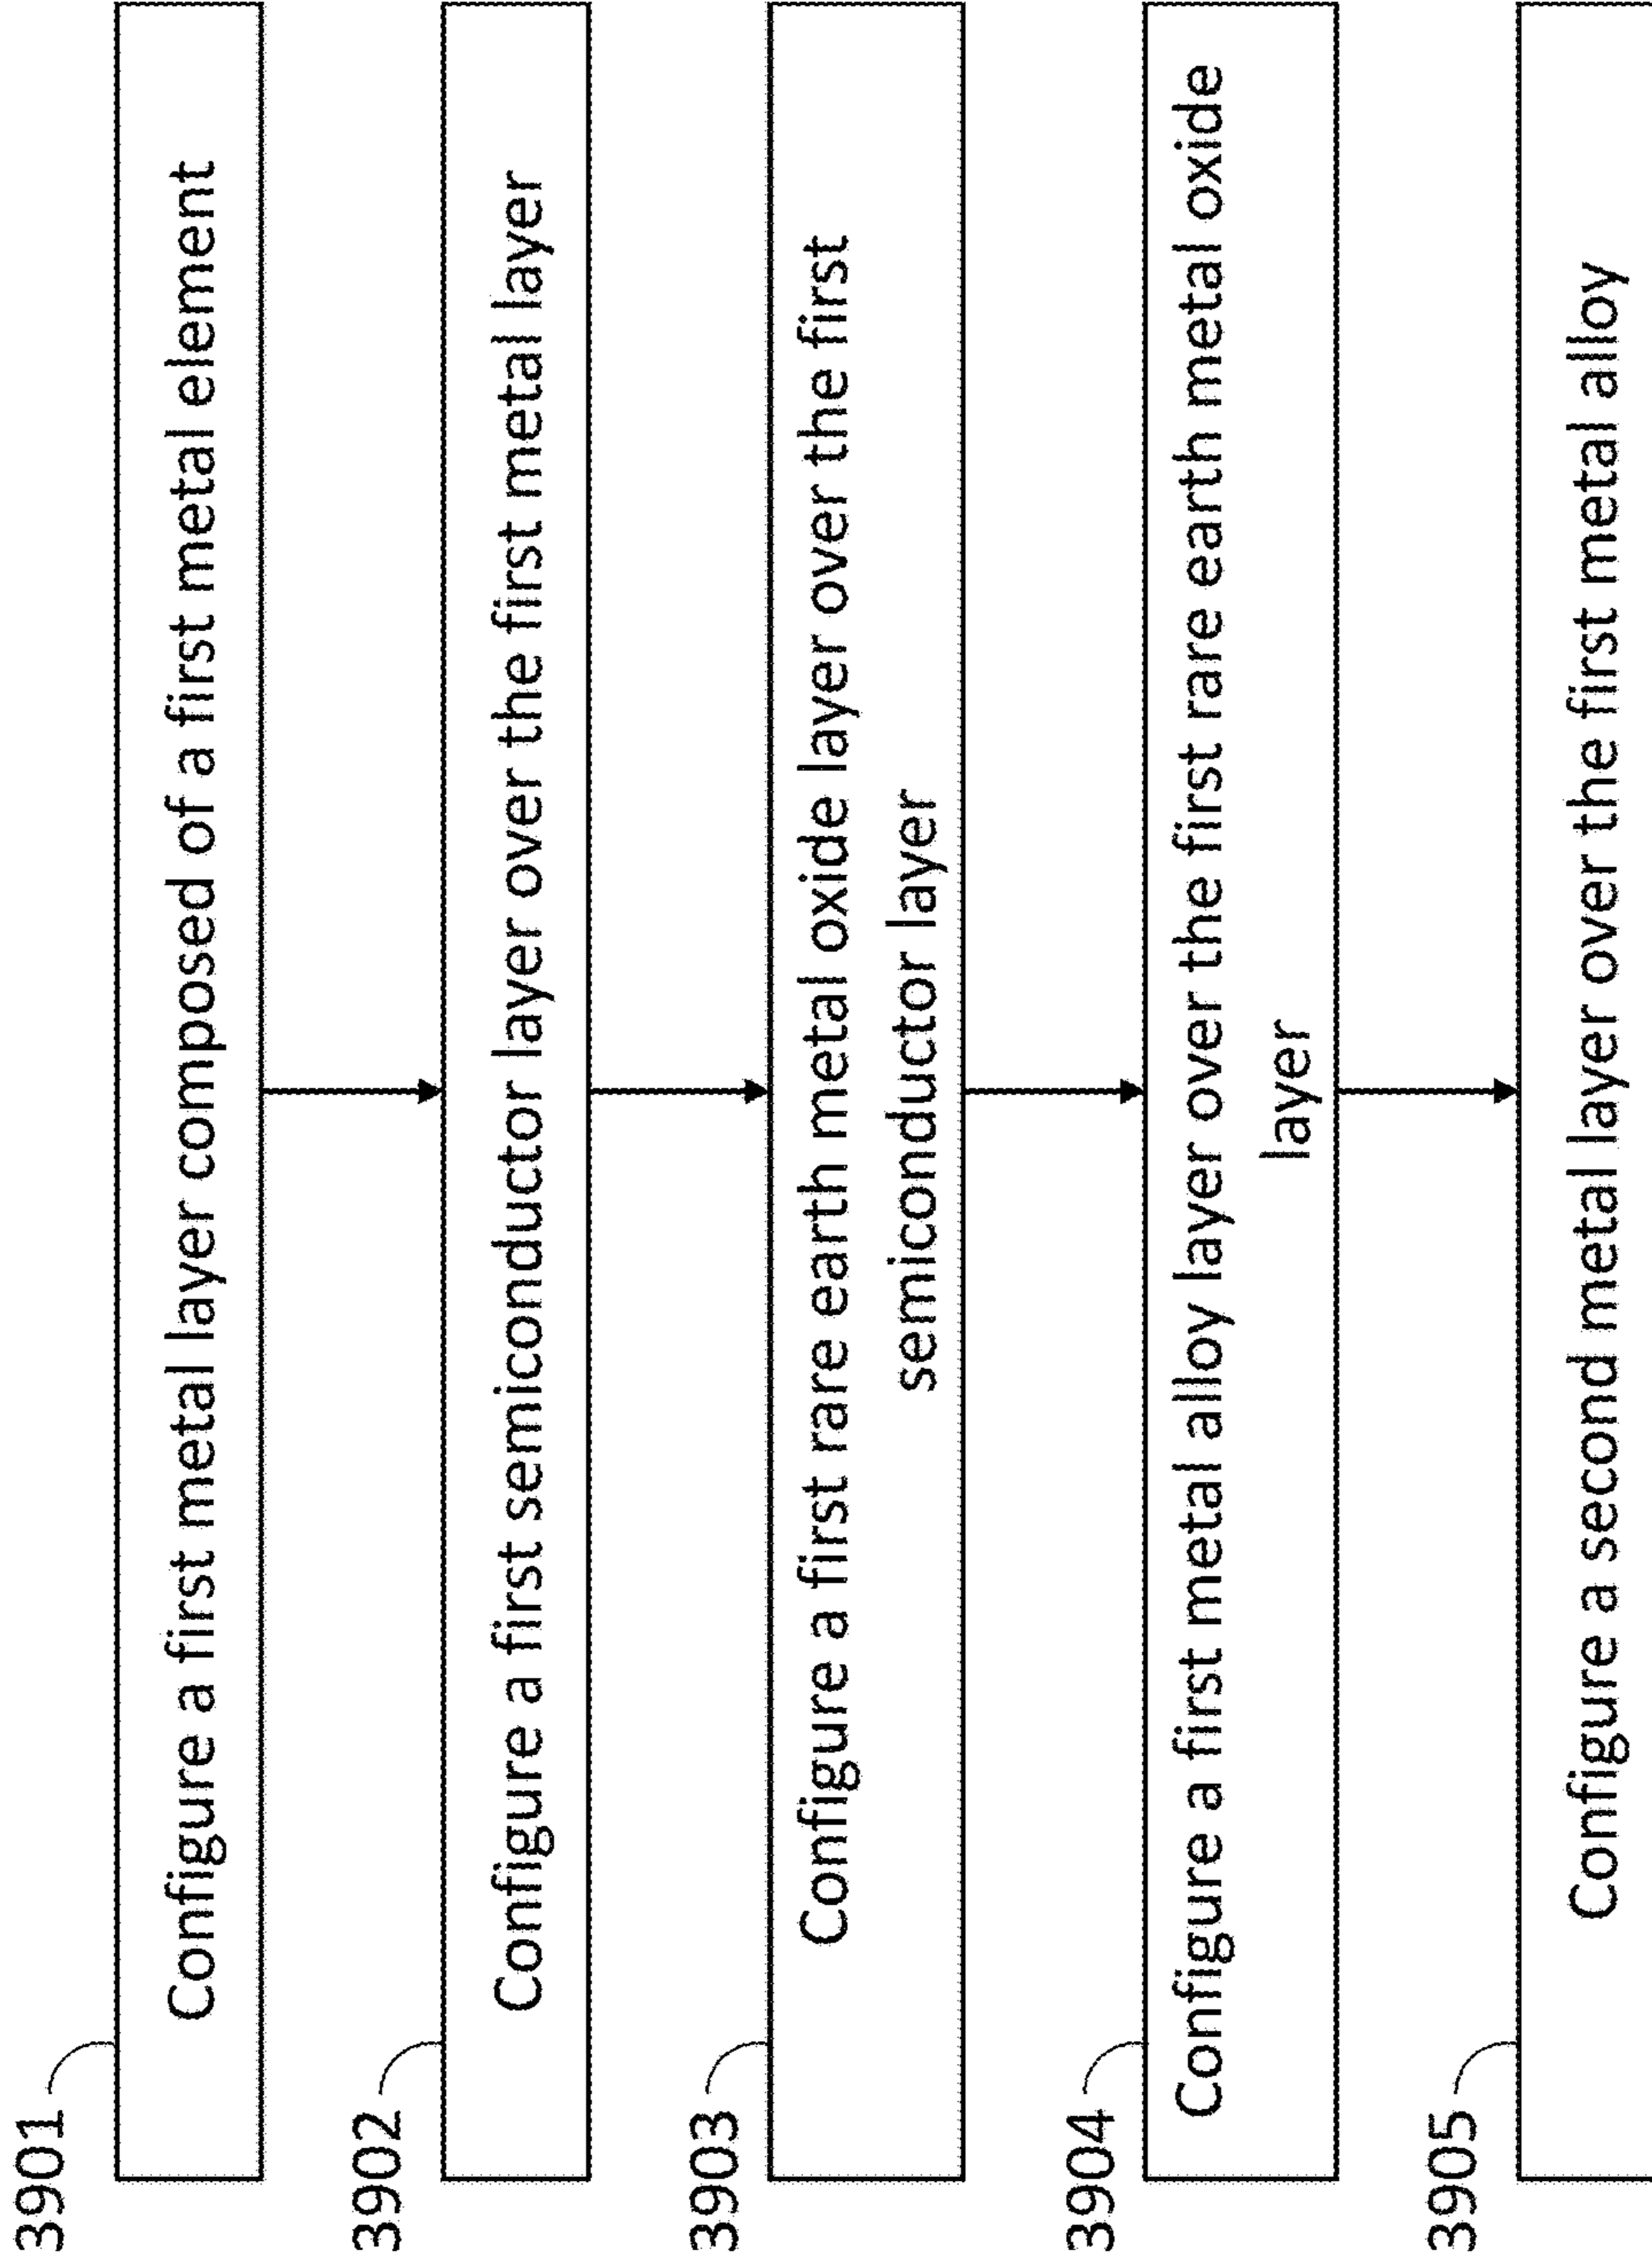 3901
Configure a first metal layer composed of a first metal element
3902
Configure a first semiconductor layer over the first metal layer
3903
Configure a first rare earth metal oxide layer over the first
semiconductor layer
3904
Configure a first metal alloy layer over the first rare earth metal oxide
layer
3905
Configure a second metal layer over the first metal alloy